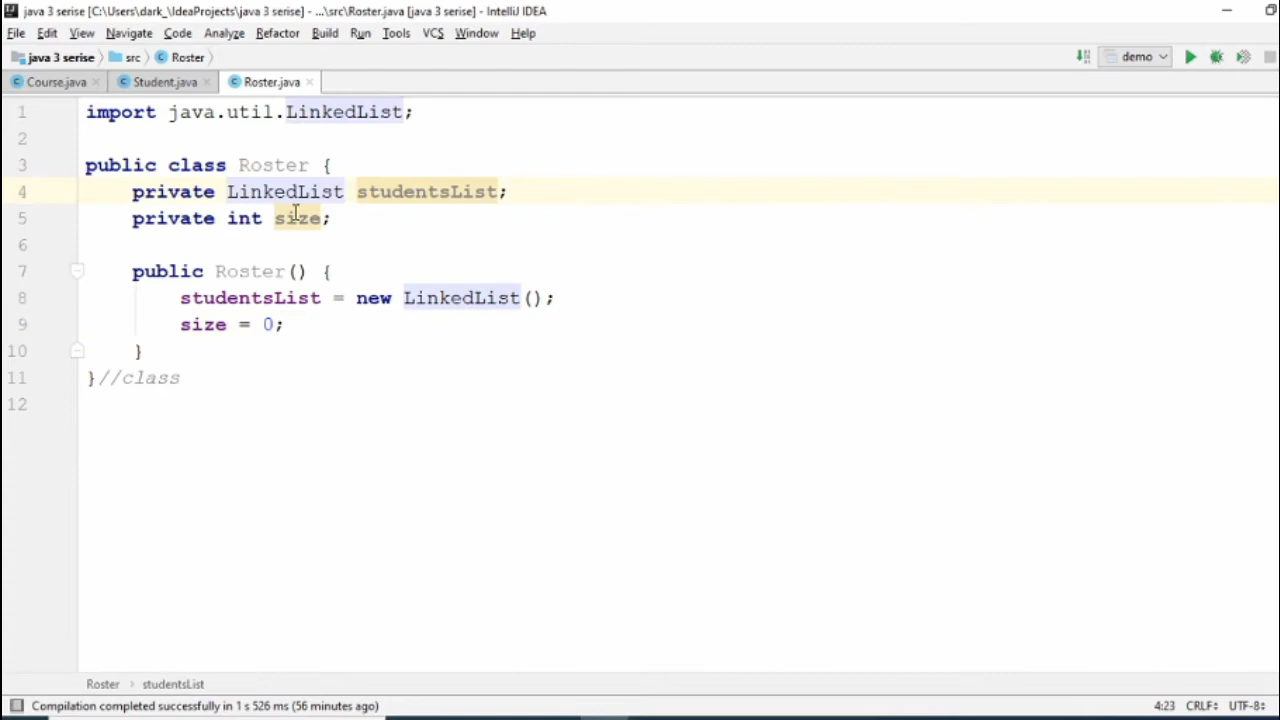 java 3 serise [C:\Users\dark_\IdeaProjects\java 3 serise] - ...\src\Roster.java [java 3 serise] - IntelliJ IDEA
File Edit View Navigate Code Analyze Refactor Build Run Tools VCS Window Help
java 3 serise src Roster demo
Course.java Student.java Roster.java
1 import java.util.LinkedList;
2
3 public class Roster {
4 private LinkedList studentsList;
5 private int size;
6
7 public Roster() {
8 studentsList = new LinkedList();
9 size = 0;
10 }
11 }//class
12
Roster studentsList
Compilation completed successfully in 1 s 526 ms (56 minutes ago) 4:23 CRLF UTF-8